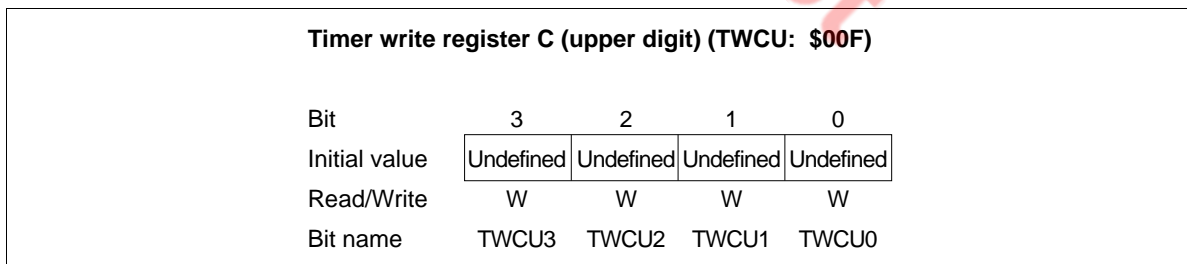 Timer write register C (upper digit) (TWCU: $00F)
Bit 3 2 1 0
Initial value Undefined Undefined Undefined Undefined
Read/Write W W W W
Bit name TWCU3 TWCU2 TWCU1 TWCU0